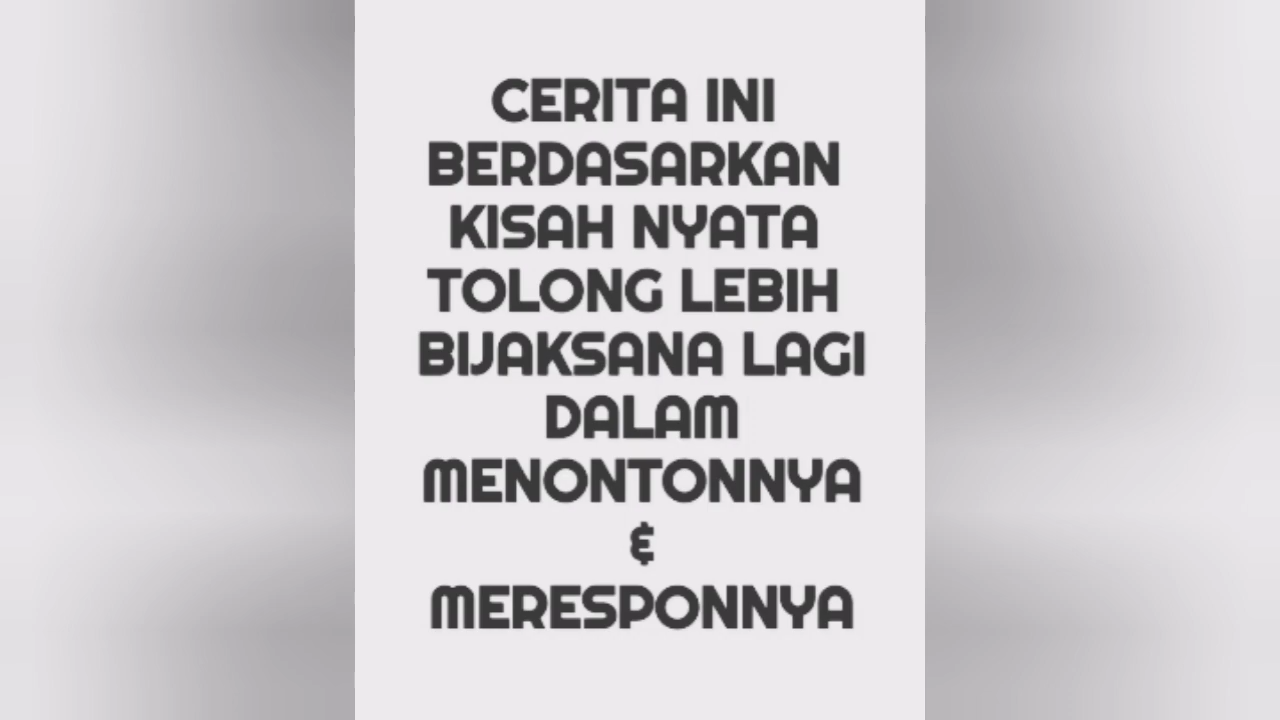 CERITA INI
BERDASARKAN
KISAH NYATA
TOLONG LEBIH
BIJAKSANA LAGI
DALAM
MENONTONNYA
&
MERESPONNYA